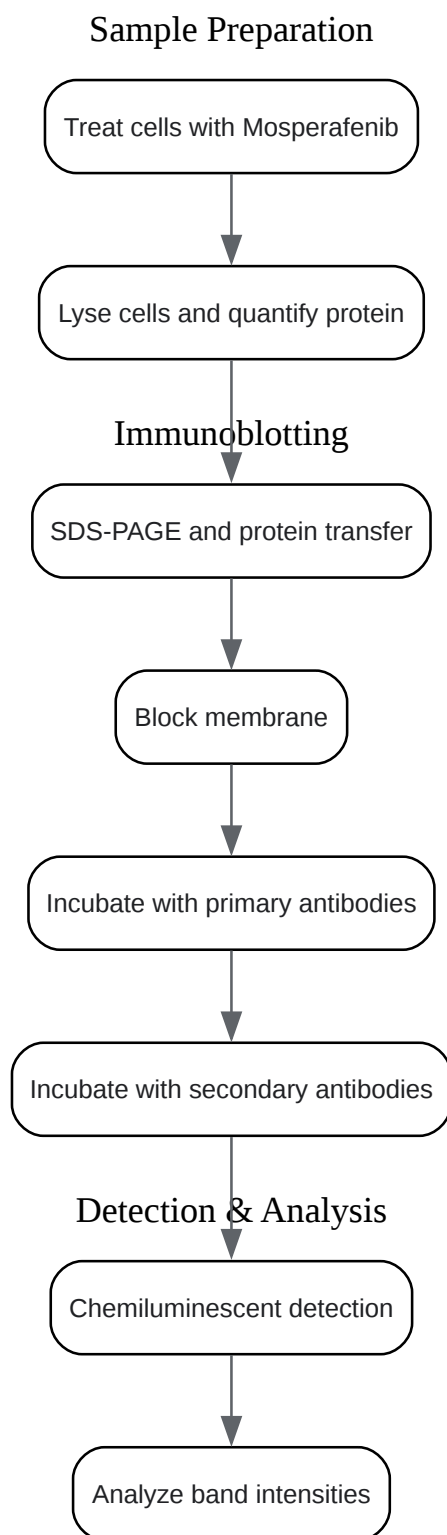 Sample Preparation
Treat cells with Mosperafenib
Lyse cells and quantify protein
Immunoblotting
SDS-PAGE and protein transfer
Block membrane
Incubate with primary antibodies
Incubate with secondary antibodies
Detection & Analysis
Chemiluminescent detection
Analyze band intensities